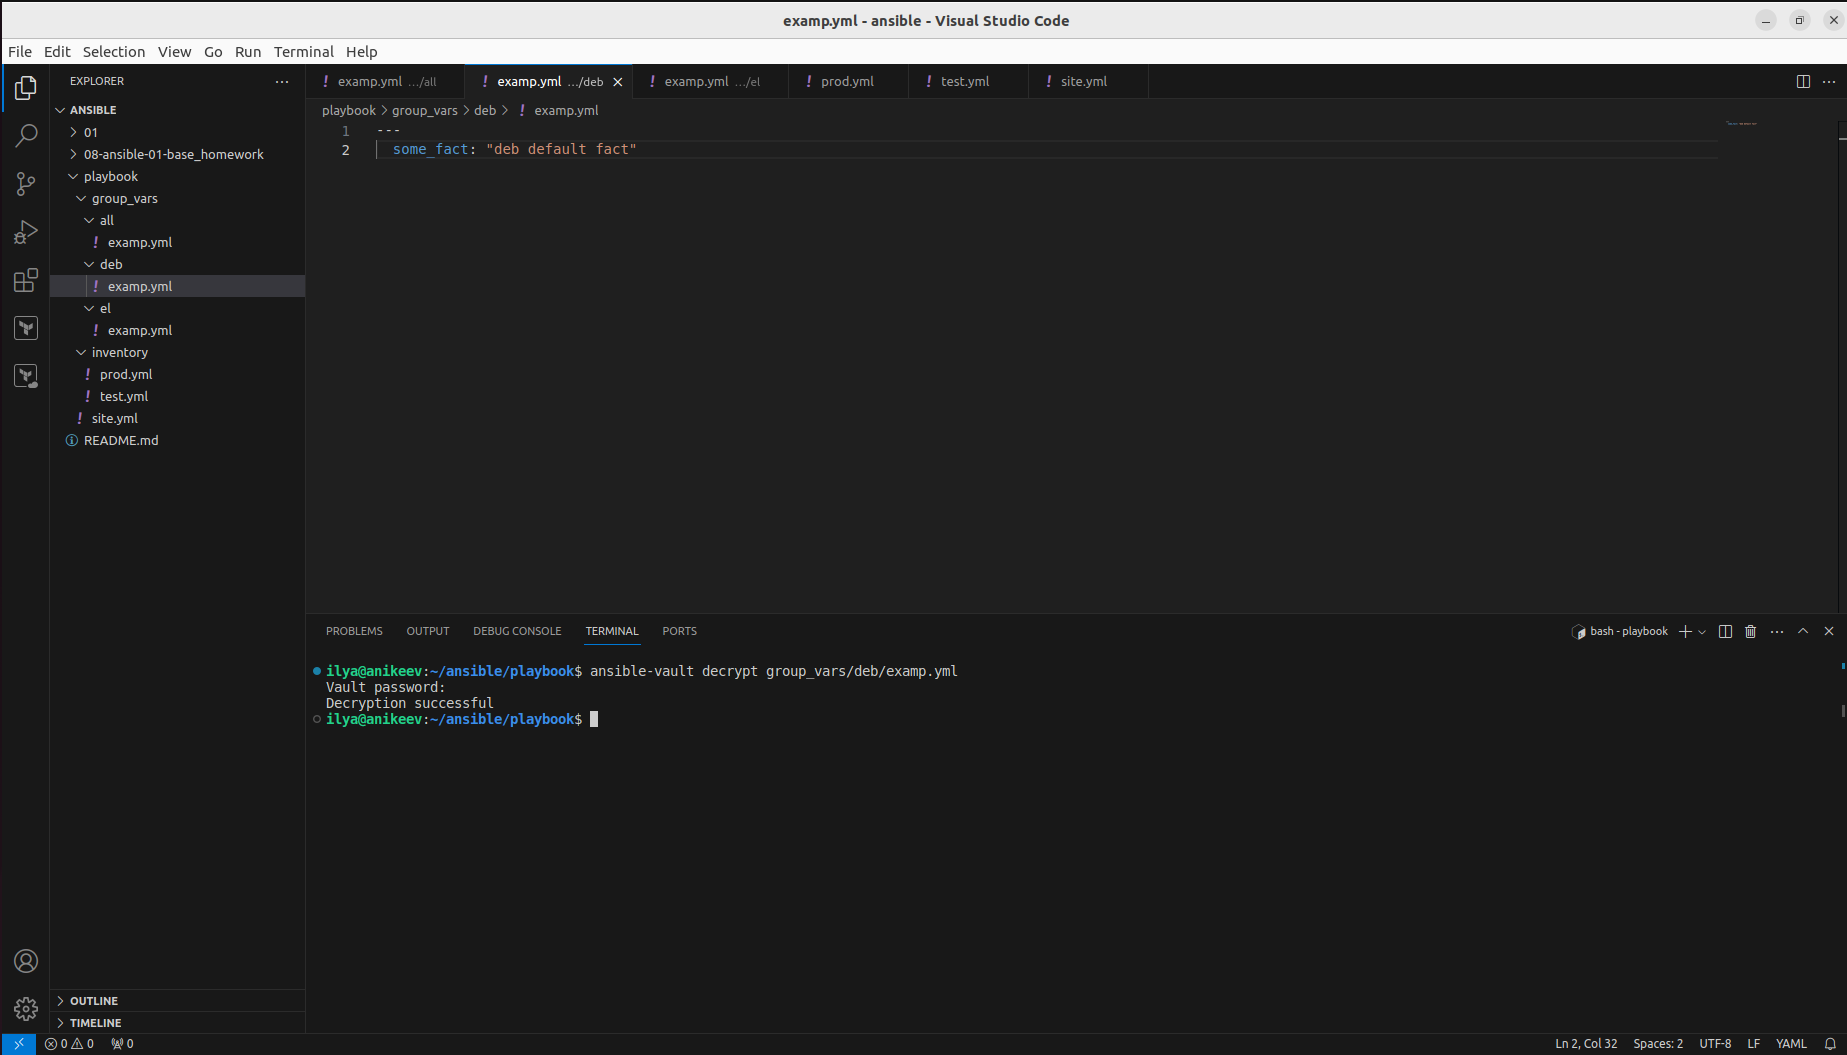 examp.yml - ansible - Visual Studio Code
File Edit Selection View Go Run Terminal Help
EXPLORER
ANSIBLE
01
08-ansible-01-base_homework
playbook
group_vars
all
examp.yml
deb
examp.yml
el
examp.yml
inventory
prod.yml
test.yml
site.yml
README.md
OUTLINE
TIMELINE
examp.yml .../all examp.yml .../deb examp.yml .../el prod.yml test.yml site.yml
playbook > group_vars > deb > examp.yml
1 ---
2 some_fact: "deb default fact"
PROBLEMS OUTPUT DEBUG CONSOLE TERMINAL PORTS bash - playbook
ilya@anikeev:~/ansible/playbook$ ansible-vault decrypt group_vars/deb/examp.yml
Vault password:
Decryption successful
ilya@anikeev:~/ansible/playbook$
0 0 0 Ln 2, Col 32 Spaces: 2 UTF-8 LF YAML